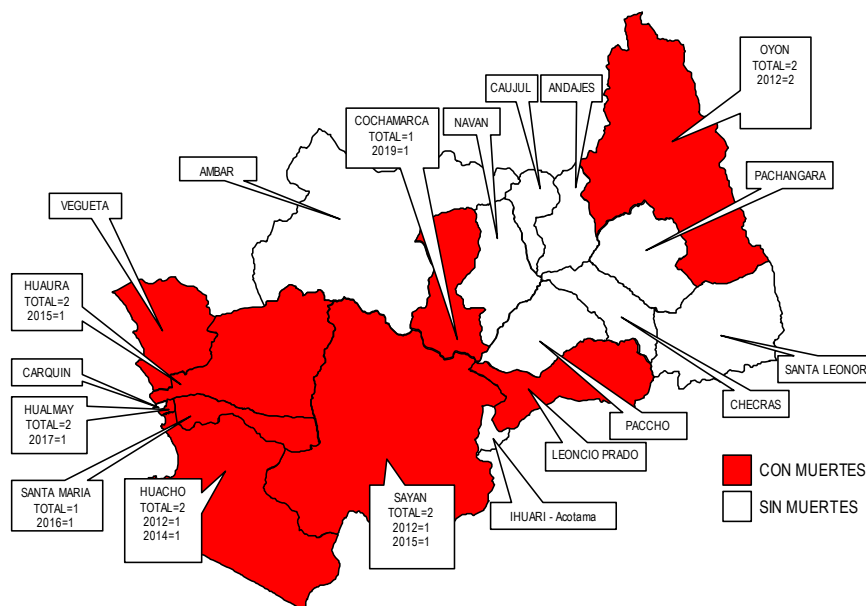 OYON
TOTAL=2
2012=2
CAUJUL
ANDAJES
COCHAMARCA
TOTAL=1
2019=1
NAVAN
AMBAR
PACHANGARA
VEGUETA
HUAURA
TOTAL=2
2015=1
CARQUIN
HUALMAY
TOTAL=2
2017=1
SANTA MARIA
TOTAL=1
2016=1
HUACHO
TOTAL=2
2012=1
2014=1
SAYAN
TOTAL=2
2012=1
2015=1
IHUARI - Acotama
LEONCIO PRADO
PACCHO
CHECRAS
SANTA LEONOR
CON MUERTES
SIN MUERTES